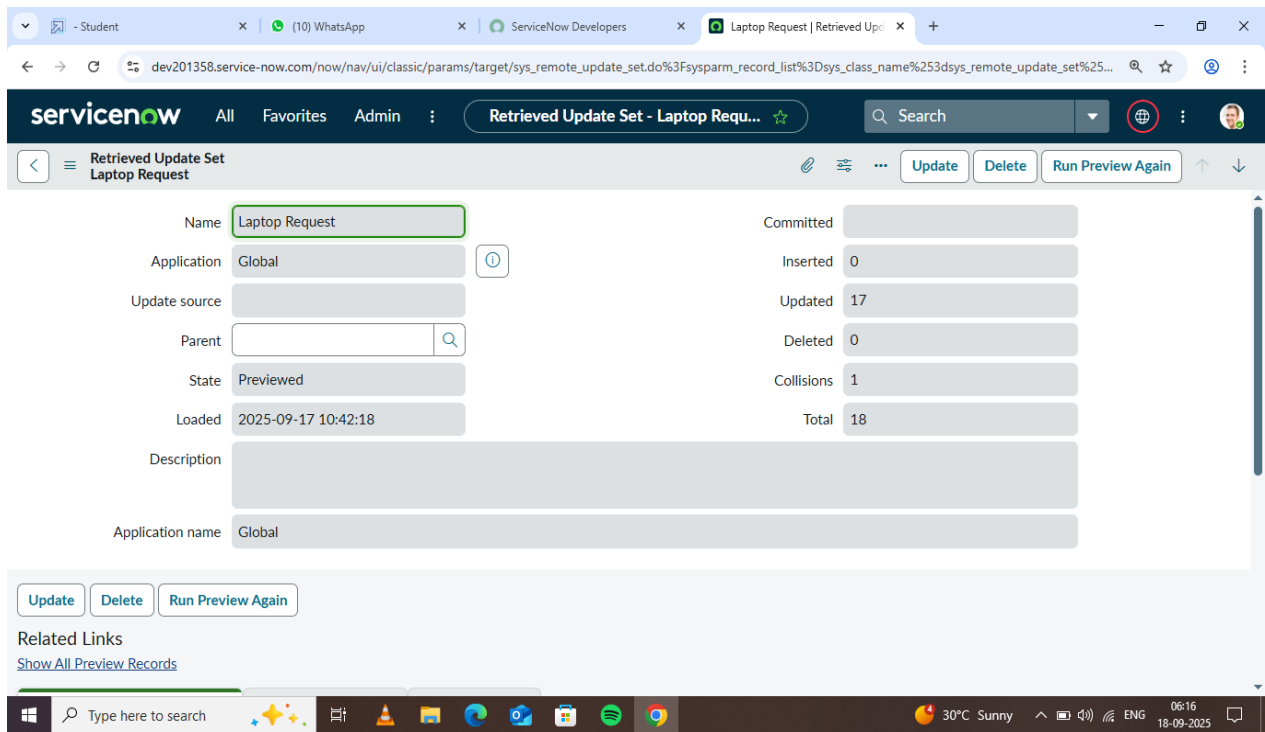 - Student
(10) WhatsApp
ServiceNow Developers
Laptop Request | Retrieved Upd
dev201358.service-now.com/now/nav/ui/classic/params/target/sys_remote_update_set.do%3Fsysparm_record_list%3Dsys_class_name%253dsys_remote_update_set%25...
servicenow All Favorites Admin Retrieved Update Set - Laptop Requ... Search
Retrieved Update Set
Laptop Request
Update Delete Run Preview Again
Name Laptop Request Committed
Application Global Inserted 0
Update source Updated 17
Parent Deleted 0
State Previewed Collisions 1
Loaded 2025-09-17 10:42:18 Total 18
Description
Application name Global
Update Delete Run Preview Again
Related Links
Show All Preview Records
Type here to search 4 30°C Sunny ENG 06:16
18-09-2025